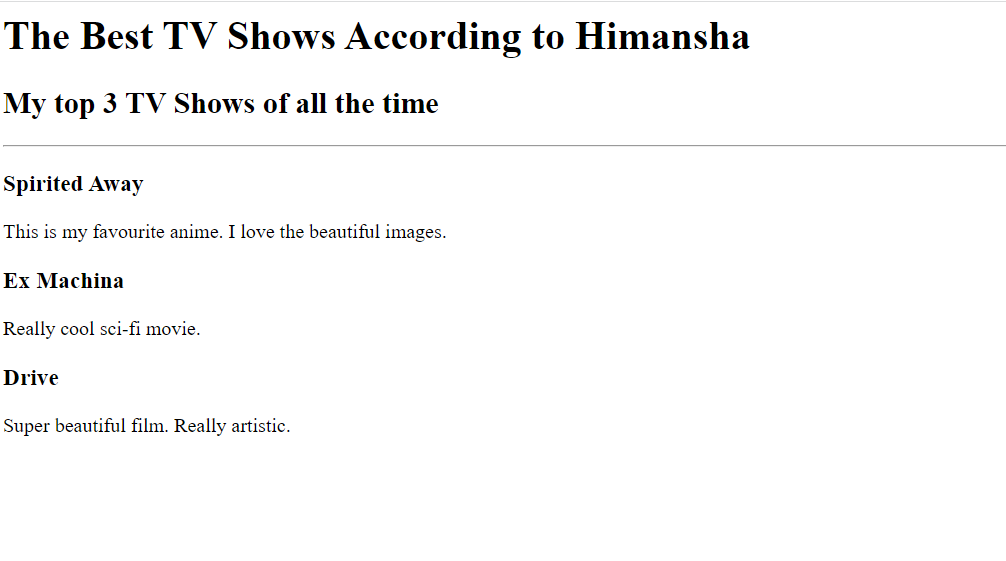 The Best TV Shows According to Himansha
My top 3 TV Shows of all the time
Spirited Away
This is my favourite anime. I love the beautiful images.
Ex Machina
Really cool sci-fi movie.
Drive
Super beautiful film. Really artistic.